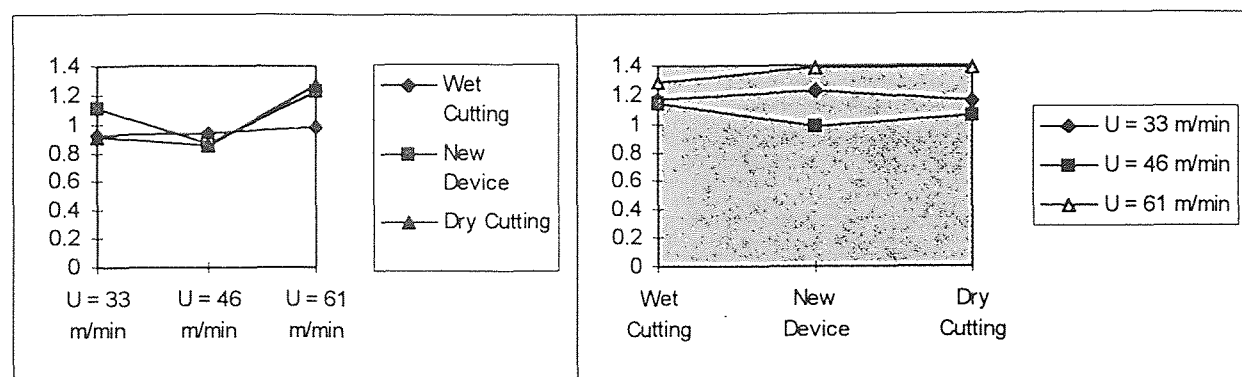 1.4
1.2
1
0.8
0.6
0.4
0.2
0
U = 33 m/min
U = 46 m/min
U = 61 m/min
Wet
Cutting
New
Device
Dry Cutting
1.4
1.2
1
0.8
0.6
0.4
0.2
0
Wet
Cutting
New
Device
Dry
Cutting
U = 33 m/min
U = 46 m/min
U = 61 m/min